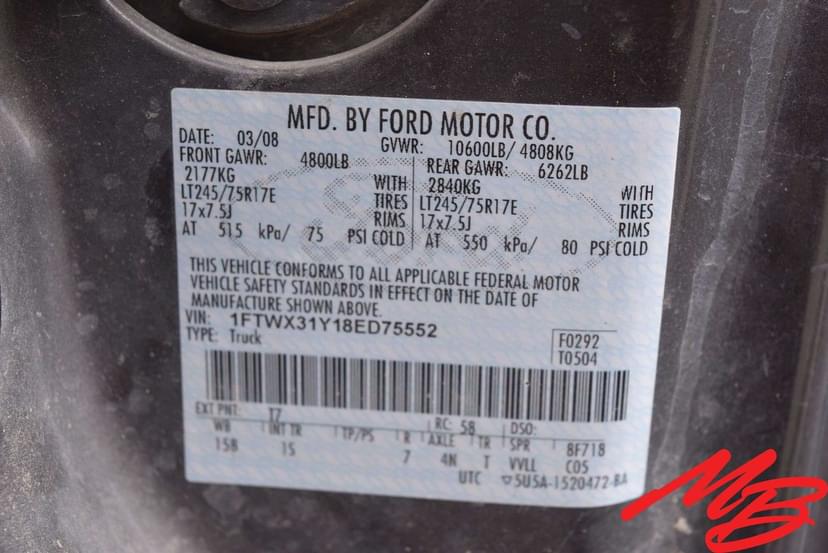 MFD. BY FORD MOTOR CO.
DATE: 03/08 GVWR: 10600LB/ 4808KG
FRONT GAWR: 4800LB REAR GAWR: 6262LB
2177KG WITH 2840KG WITH
LT245/75R17E TIRES LT245/75R17E TIRES
17x7.5J RIMS 17x7.5J RIMS
AT 515 kPa/ 75 PSI COLD AT 550 kPa/ 80 PSI COLD
THIS VEHICLE CONFORMS TO ALL APPLICABLE FEDERAL MOTOR
VEHICLE SAFETY STANDARDS IN EFFECT ON THE DATE OF
MANUFACTURE SHOWN ABOVE.
VIN: 1FTWX31Y18ED75552
TYPE: Truck
F0292
T0504
EXT PNT: T7 RC: 58 DSO:
WB INT TR TP/PS R AXLE TR SPR 8F718
158 15 7 4N T VVLL C05
UTC ▽5U5A-1520472-BA
MB